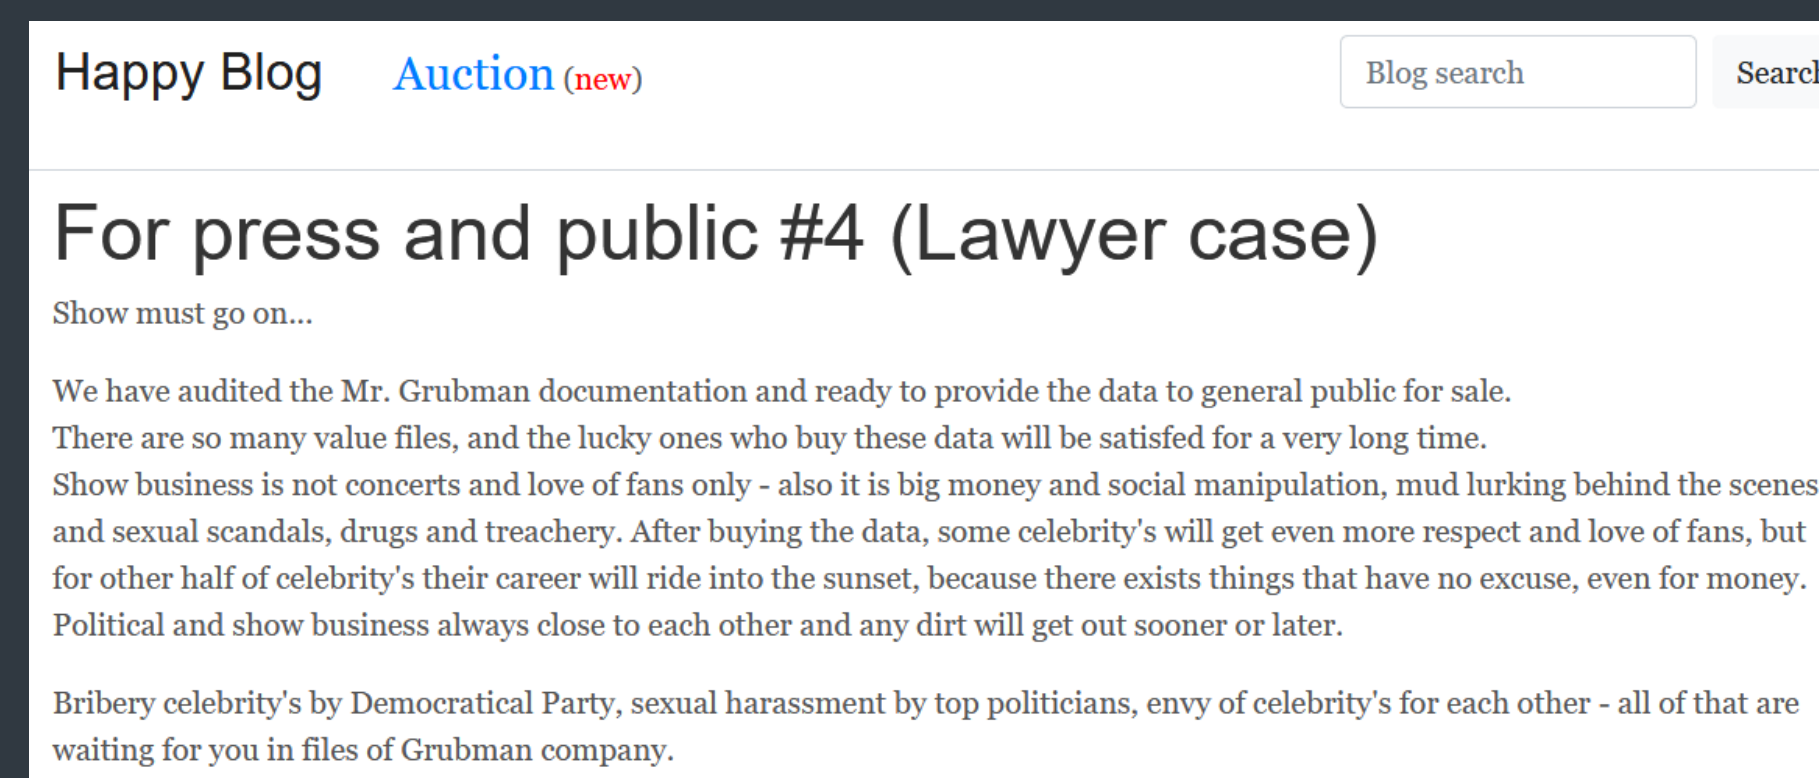 Happy Blog Auction (new) Blog search Search
For press and public #4 (Lawyer case)
Show must go on...
We have audited the Mr. Grubman documentation and ready to provide the data to general public for sale.
There are so many value files, and the lucky ones who buy these data will be satisfed for a very long time.
Show business is not concerts and love of fans only - also it is big money and social manipulation, mud lurking behind the scenes
and sexual scandals, drugs and treachery. After buying the data, some celebrity's will get even more respect and love of fans, but
for other half of celebrity's their career will ride into the sunset, because there exists things that have no excuse, even for money.
Political and show business always close to each other and any dirt will get out sooner or later.
Bribery celebrity's by Democratical Party, sexual harassment by top politicians, envy of celebrity's for each other - all of that are
waiting for you in files of Grubman company.